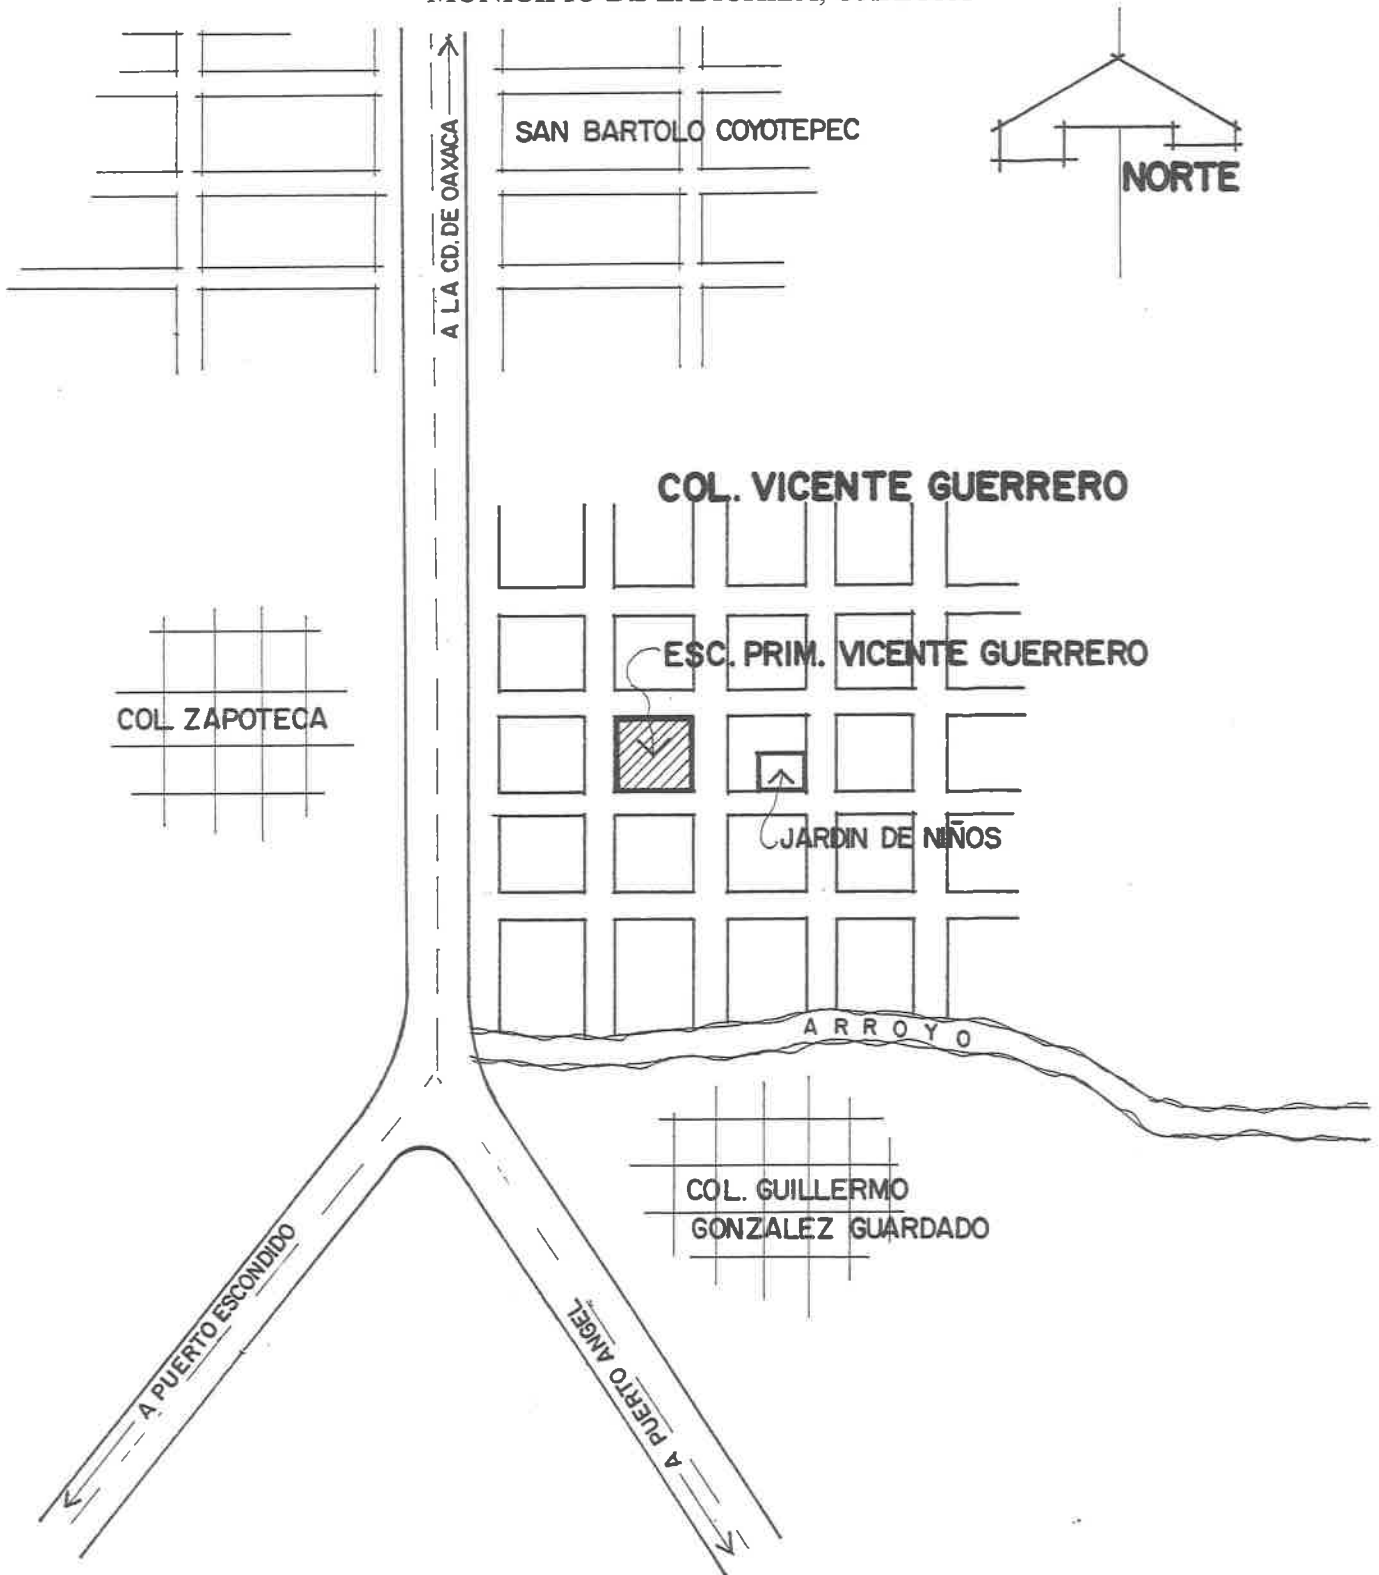 SAN BARTOLO COYOTEPEC
NORTE
A LA CD. DE OAXACA
COL. VICENTE GUERRERO
ESC. PRIM. VICENTE GUERRERO
COL. ZAPOTECA
JARDIN DE NIÑOS
ARROYO
COL. GUILLERMO
GONZALEZ GUARDADO
A PUERTO ESCONDIDO
A PUERTO ANGEL